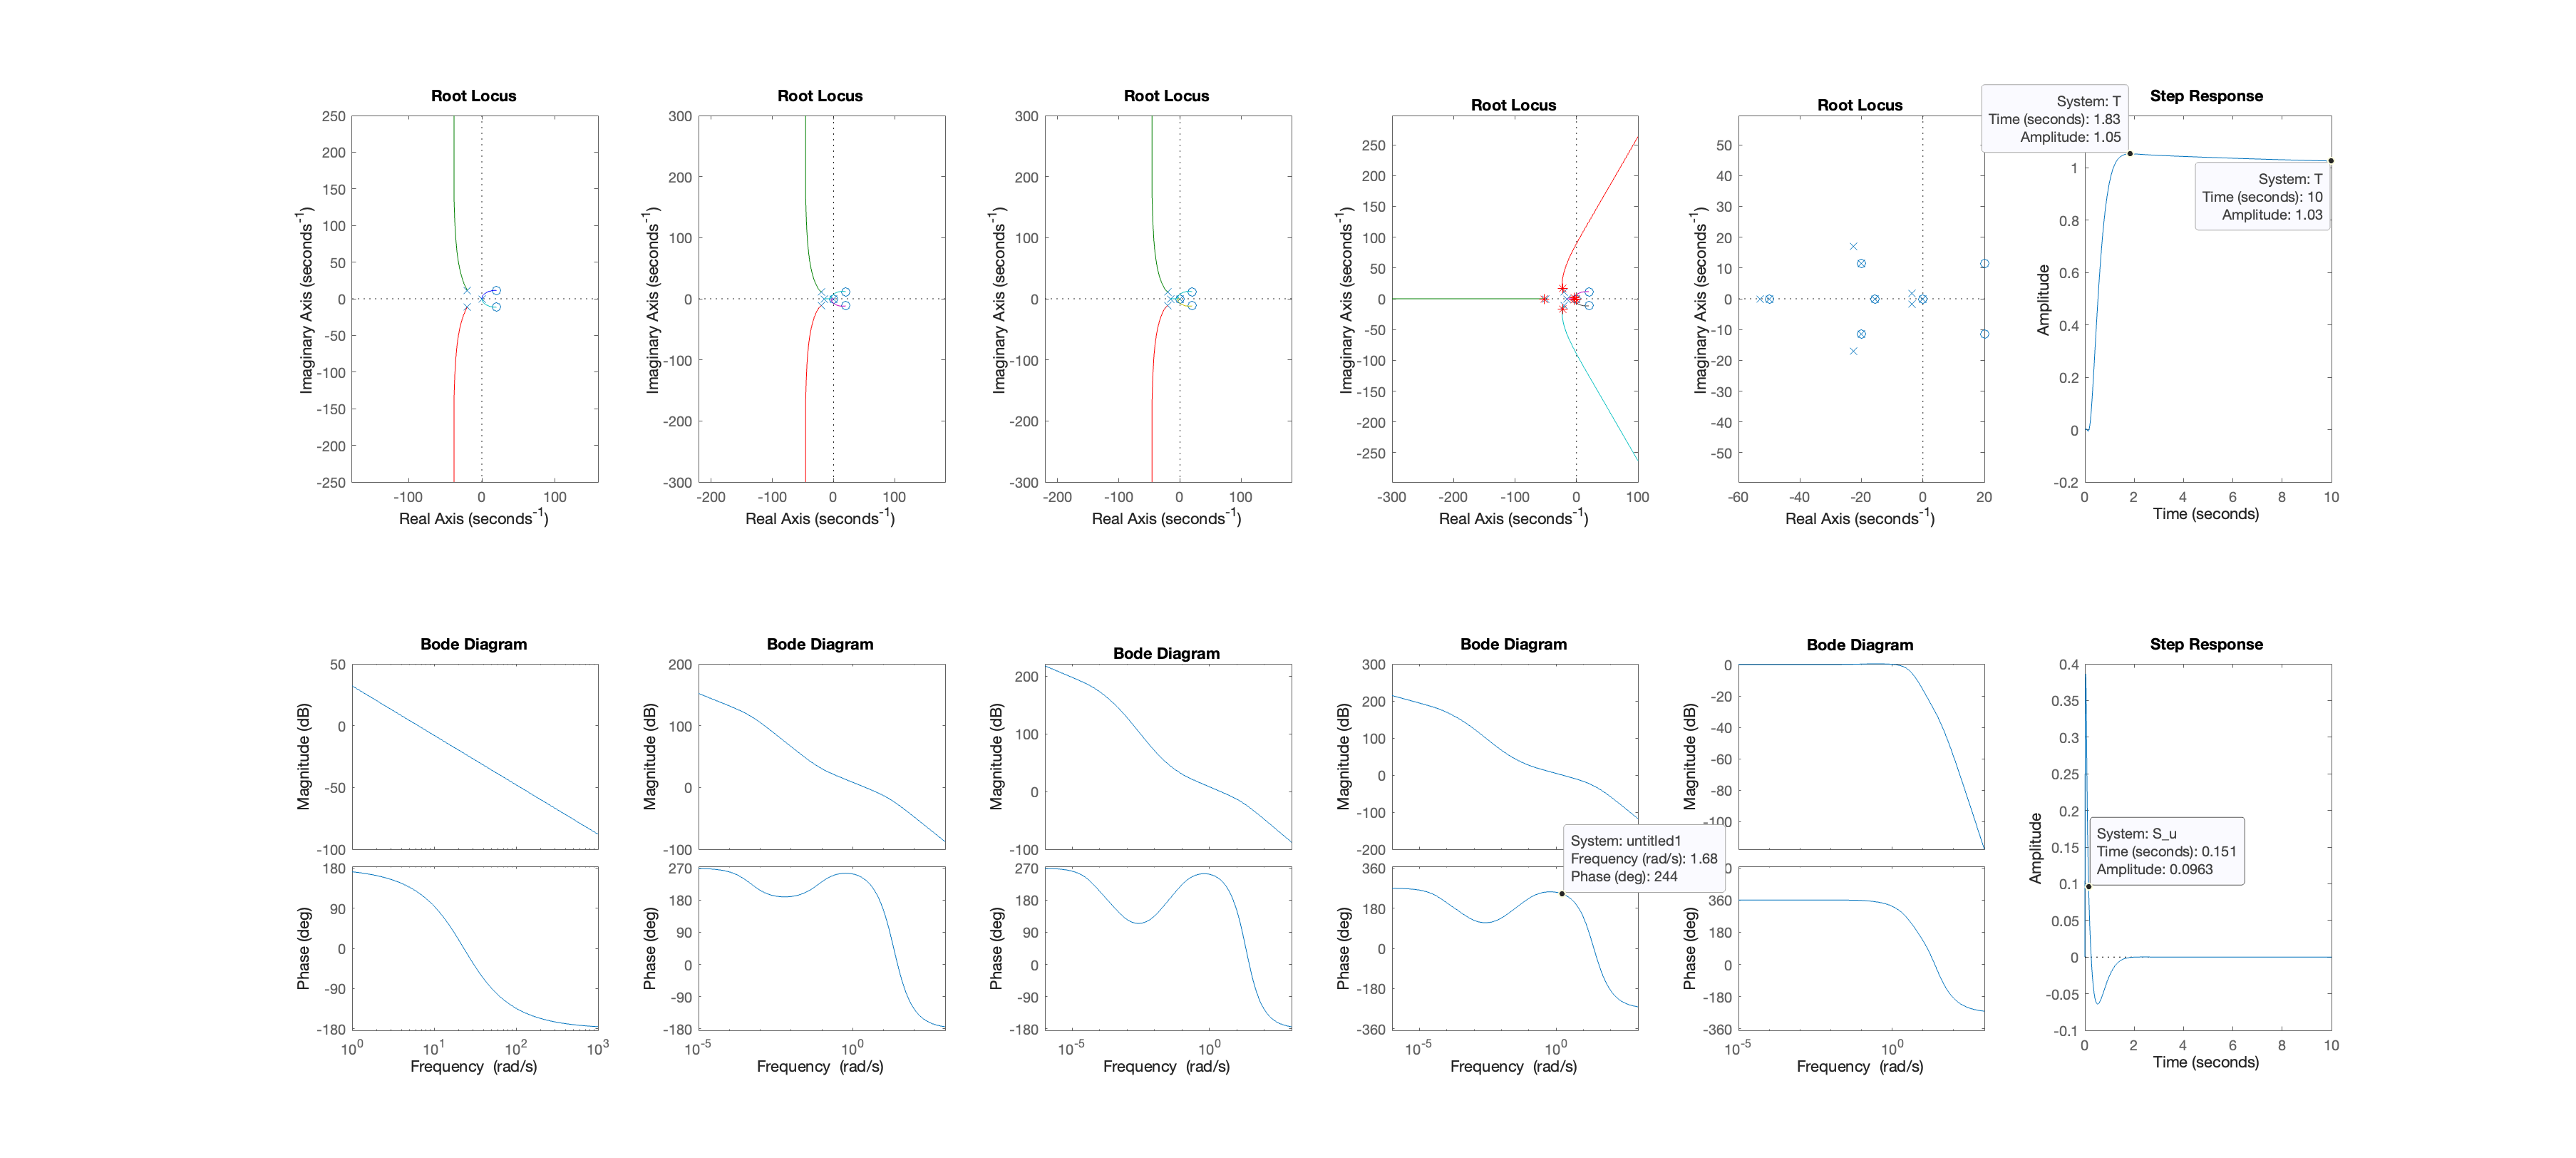 Root Locus
250
200
150
100
50
0
-50
-100
-150
-200
-250
-100 0 100
Imaginary Axis (seconds-1)
Real Axis (seconds-1)
Root Locus
300
200
100
0
-100
-200
-300
-200 -100 0 100
Imaginary Axis (seconds-1)
Real Axis (seconds-1)
Root Locus
300
200
100
0
-100
-200
-300
-200 -100 0 100
Imaginary Axis (seconds-1)
Real Axis (seconds-1)
Root Locus
250
200
150
100
50
0
-50
-100
-150
-200
-250
-300 -200 -100 0 100
Imaginary Axis (seconds-1)
Real Axis (seconds-1)
Root Locus
50
40
30
20
10
0
-10
-20
-30
-40
-50
-60 -40 -20 0 20
Imaginary Axis (seconds-1)
Real Axis (seconds-1)
Step Response
System: T
Time (seconds): 1.83
Amplitude: 1.05
System: T
Time (seconds): 10
Amplitude: 1.03
1
0.8
0.6
0.4
0.2
0
-0.2
0 2 4 6 8 10
Amplitude
Time (seconds)
Bode Diagram
50
0
-50
-100
Magnitude (dB)
180
90
0
-90
-180
Phase (deg)
100 101 102 103
Frequency (rad/s)
Bode Diagram
200
100
0
-100
Magnitude (dB)
270
180
90
0
-90
-180
Phase (deg)
10-5 100
Frequency (rad/s)
Bode Diagram
200
100
0
-100
Magnitude (dB)
270
180
90
0
-90
-180
Phase (deg)
10-5 100
Frequency (rad/s)
Bode Diagram
300
200
100
0
-100
-200
Magnitude (dB)
System: untitled1
Frequency (rad/s): 1.68
Phase (deg): 244
360
180
0
-180
-360
Phase (deg)
10-5 100
Frequency (rad/s)
Bode Diagram
0
-20
-40
-60
-80
-100
Magnitude (dB)
360
180
0
-180
-360
Phase (deg)
10-5 100
Frequency (rad/s)
Step Response
0.4
0.35
0.3
0.25
0.2
0.15
0.1
0.05
0
-0.05
-0.1
System: S_u
Time (seconds): 0.151
Amplitude: 0.0963
0 2 4 6 8 10
Amplitude
Time (seconds)